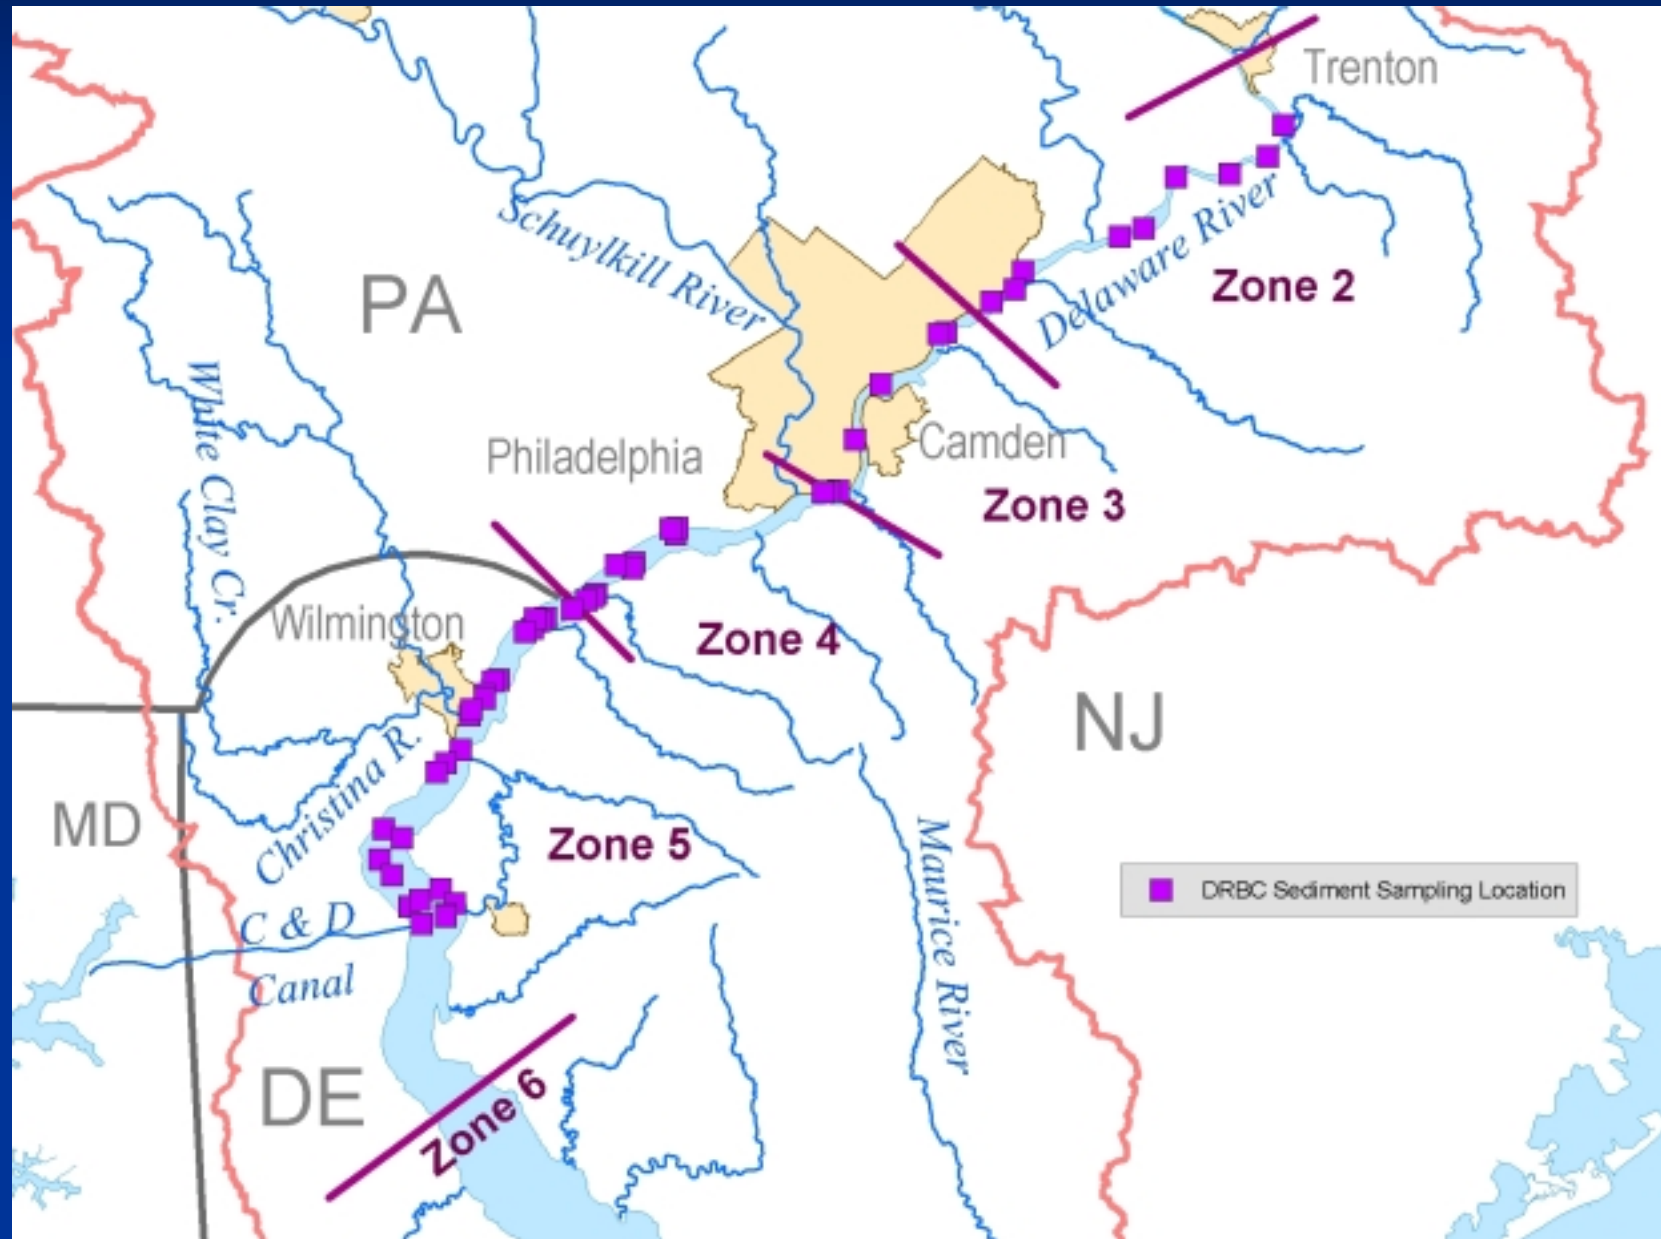 Trenton
Schuylkill River
Delaware River
Zone 2
PA
White Clay Cr.
Philadelphia
Camden
Zone 3
Wilmington
Zone 4
NJ
Christina R.
MD
Zone 5
Maurice River
DRBC Sediment Sampling Location
C & D
Canal
DE
Zone 6